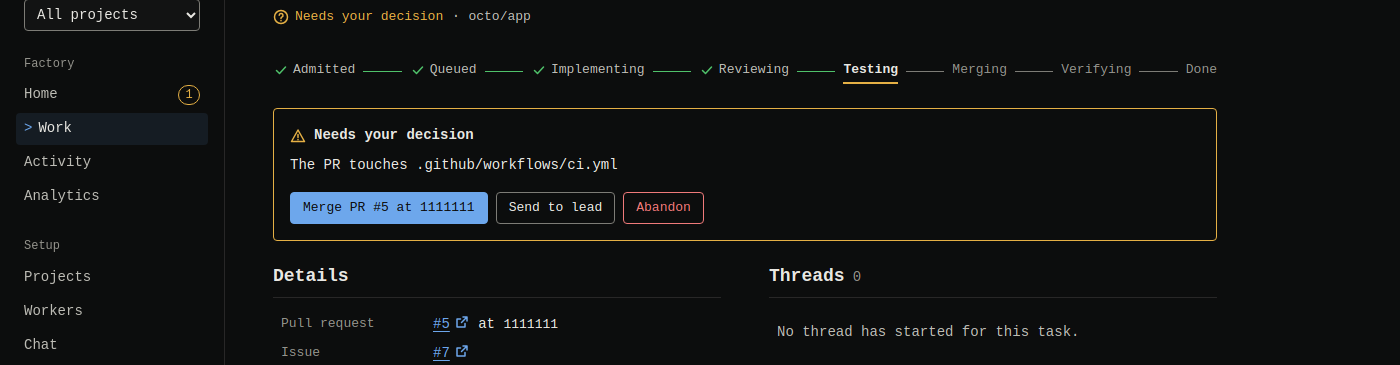 All projects
Factory
Home 1
> Work
Activity
Analytics
Setup
Projects
Workers
Chat
Needs your decision · octo/app
Admitted Queued Implementing Reviewing Testing Merging Verifying Done
Needs your decision
The PR touches .github/workflows/ci.yml
Merge PR #5 at 1111111 Send to lead Abandon
Details
Pull request #5 at 1111111
Issue #7
Threads 0
No thread has started for this task.